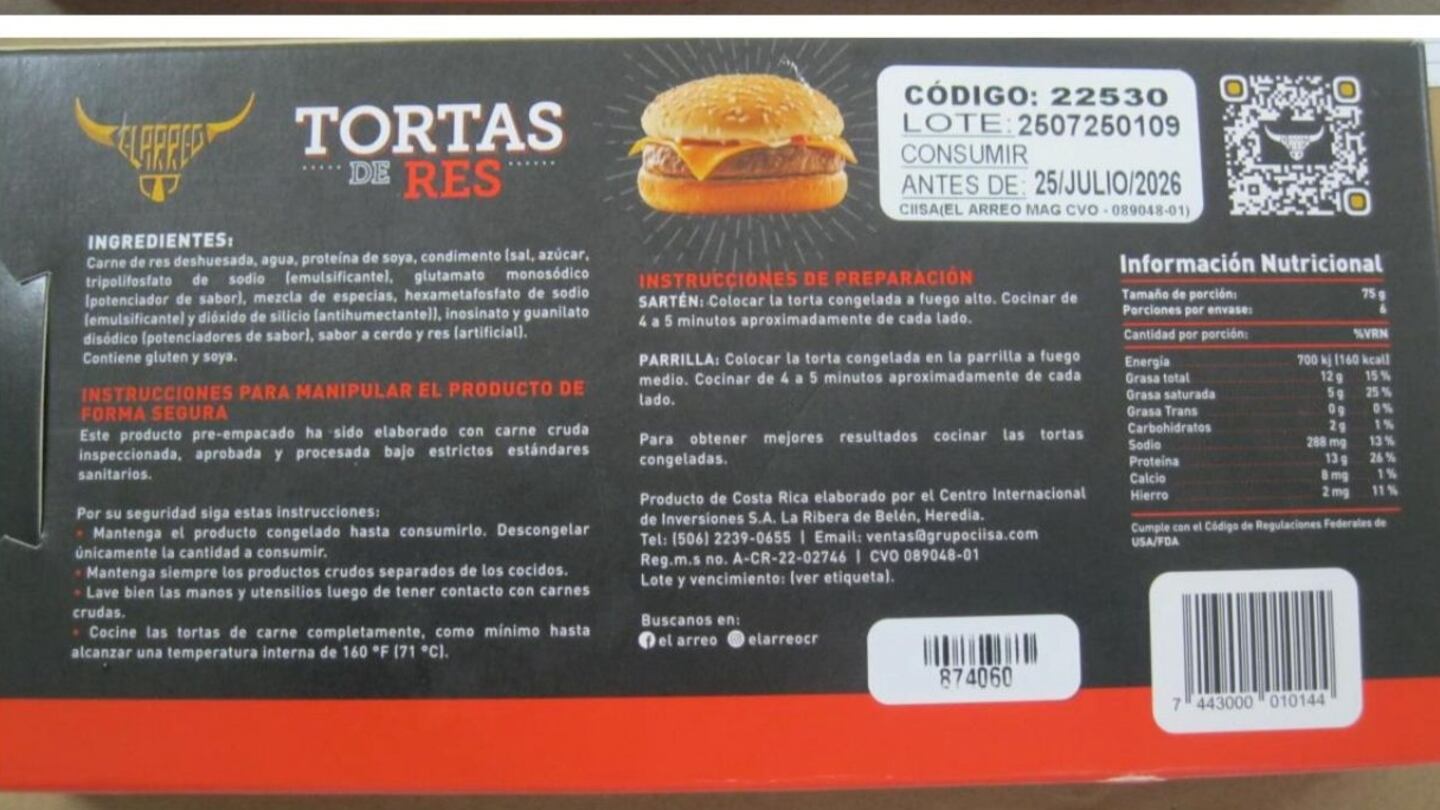 EL ARREO
TORTAS
DE RES
INGREDIENTES:
Carne de res deshuesada, agua, proteína de soya, condimento (sal, azúcar,
tripolifosfato de sodio (emulsificante), glutamato monosódico
(potenciador de sabor), mezcla de especias, hexametafosfato de sodio
(emulsificante) y dióxido de silicio (antihumectante)), inosinato y guanilato
disódico (potenciadores de sabor), sabor a cerdo y res (artificial).
Contiene gluten y soya.
INSTRUCCIONES PARA MANIPULAR EL PRODUCTO DE
FORMA SEGURA
Este producto pre-empacado ha sido elaborado con carne cruda
inspeccionada, aprobada y procesada bajo estrictos estándares
sanitarios.
Por su seguridad siga estas instrucciones:
• Mantenga el producto congelado hasta consumirlo. Descongelar
únicamente la cantidad a consumir.
• Mantenga siempre los productos crudos separados de los cocidos.
• Lave bien las manos y utensilios luego de tener contacto con carnes
crudas.
• Cocine las tortas de carne completamente, como mínimo hasta
alcanzar una temperatura interna de 160 °F (71 °C).
INSTRUCCIONES DE PREPARACIÓN
SARTÉN: Colocar la torta congelada a fuego alto. Cocinar de
4 a 5 minutos aproximadamente de cada lado.
PARRILLA: Colocar la torta congelada en la parrilla a fuego
medio. Cocinar de 4 a 5 minutos aproximadamente de cada
lado.
Para obtener mejores resultados cocinar las tortas
congeladas.
Producto de Costa Rica elaborado por el Centro Internacional
de Inversiones S.A. La Ribera de Belén, Heredia.
Tel: (506) 2239-0655 | Email: ventas@grupociisa.com
Reg.m.s no. A-CR-22-02746 | CVO 089048-01
Lote y vencimiento: (ver etiqueta).
Buscanos en:
el arreo elarreocr
CÓDIGO: 22530
LOTE: 2507250109
CONSUMIR
ANTES DE: 25/JULIO/2026
CIISA(EL ARREO MAG CVO - 089048-01)
Información Nutricional
Tamaño de porción: 75 g
Porciones por envase: 6
Cantidad por porción: %VRN
Energía 700 kj (160 kcal)
Grasa total 12 g 15 %
Grasa saturada 5 g 25 %
Grasa Trans 0 g 0 %
Carbohidratos 2 g 1 %
Sodio 288 mg 13 %
Proteína 13 g 26 %
Calcio 8 mg 1 %
Hierro 2 mg 11 %
Cumple con el Código de Regulaciones Federales de
USA/FDA
874060
7 443000 010144